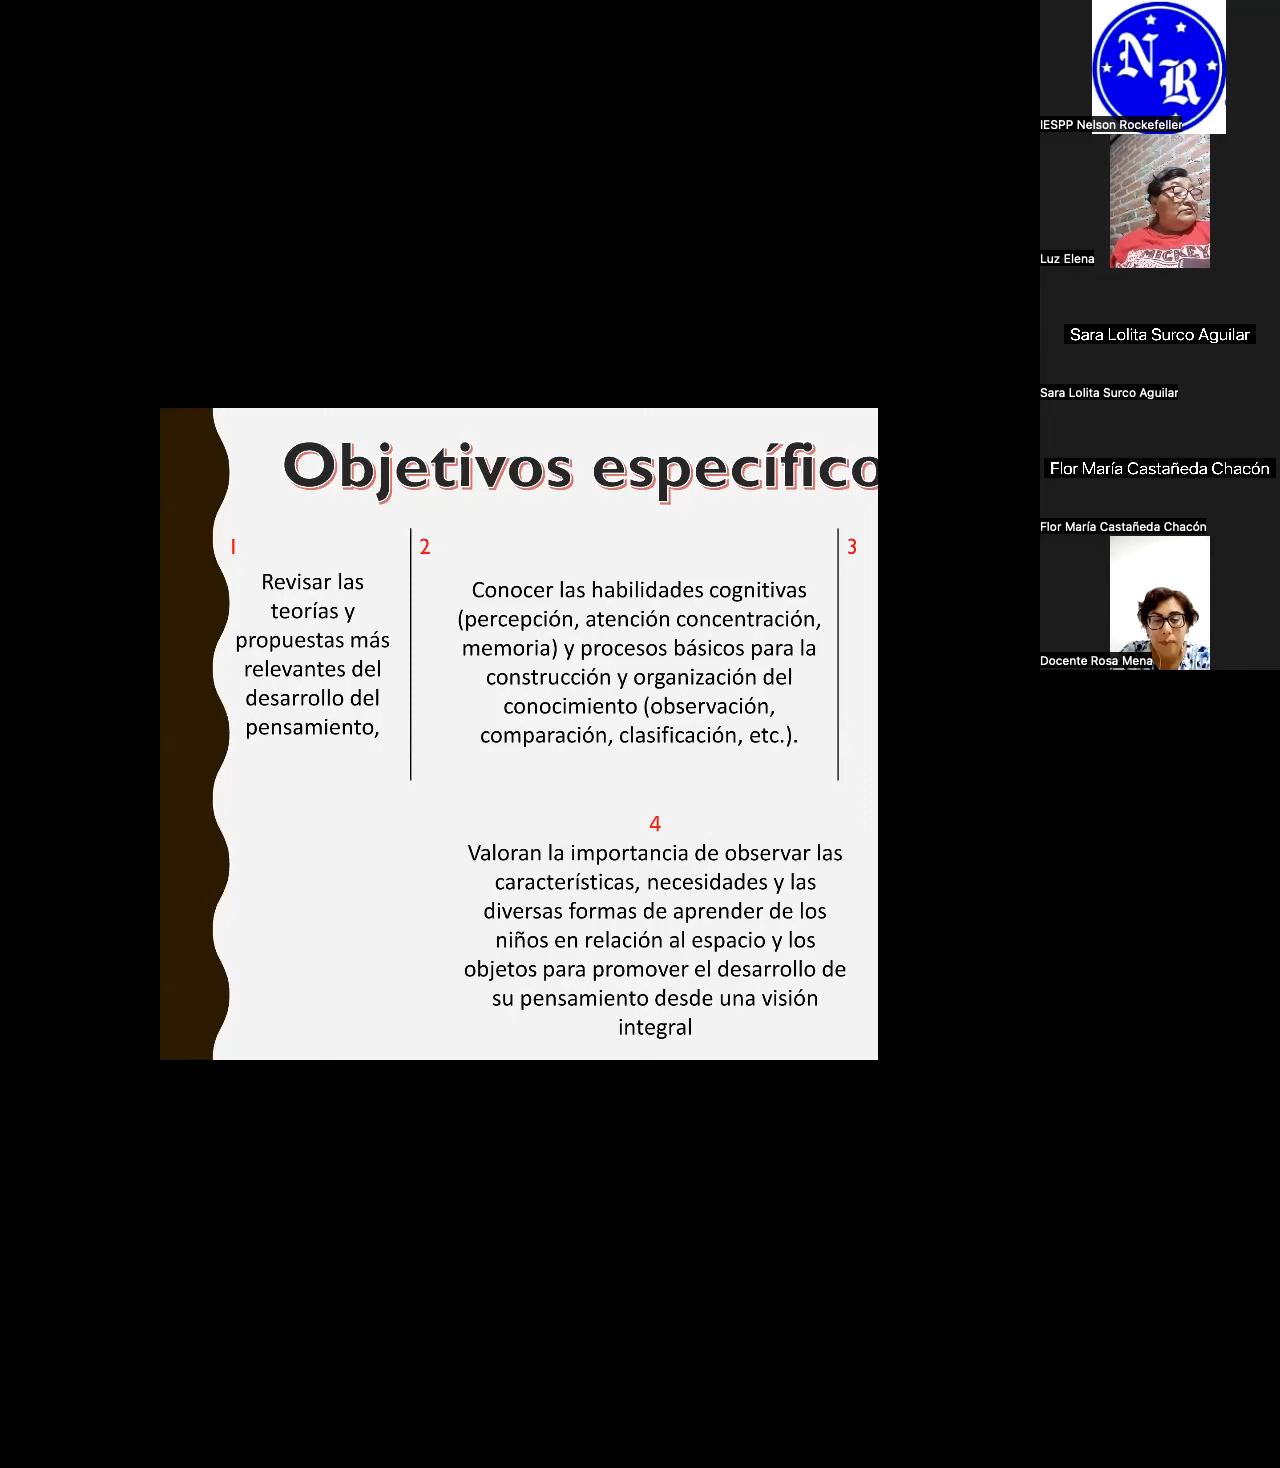 Objetivos específico
1
Revisar las
teorías y
propuestas más
relevantes del
desarrollo del
pensamiento,
2
Conocer las habilidades cognitivas
(percepción, atención concentración,
memoria) y procesos básicos para la
construcción y organización del
conocimiento (observación,
comparación, clasificación, etc.).
3
4
Valoran la importancia de observar las
características, necesidades y las
diversas formas de aprender de los
niños en relación al espacio y los
objetos para promover el desarrollo de
su pensamiento desde una visión
integral
N
R
IESPP Nelson Rockefeller
MICKEY
Luz Elena
Sara Lolita Surco Aguilar
Sara Lolita Surco Aguilar
Flor María Castañeda Chacón
Flor María Castañeda Chacón
Docente Rosa Mena